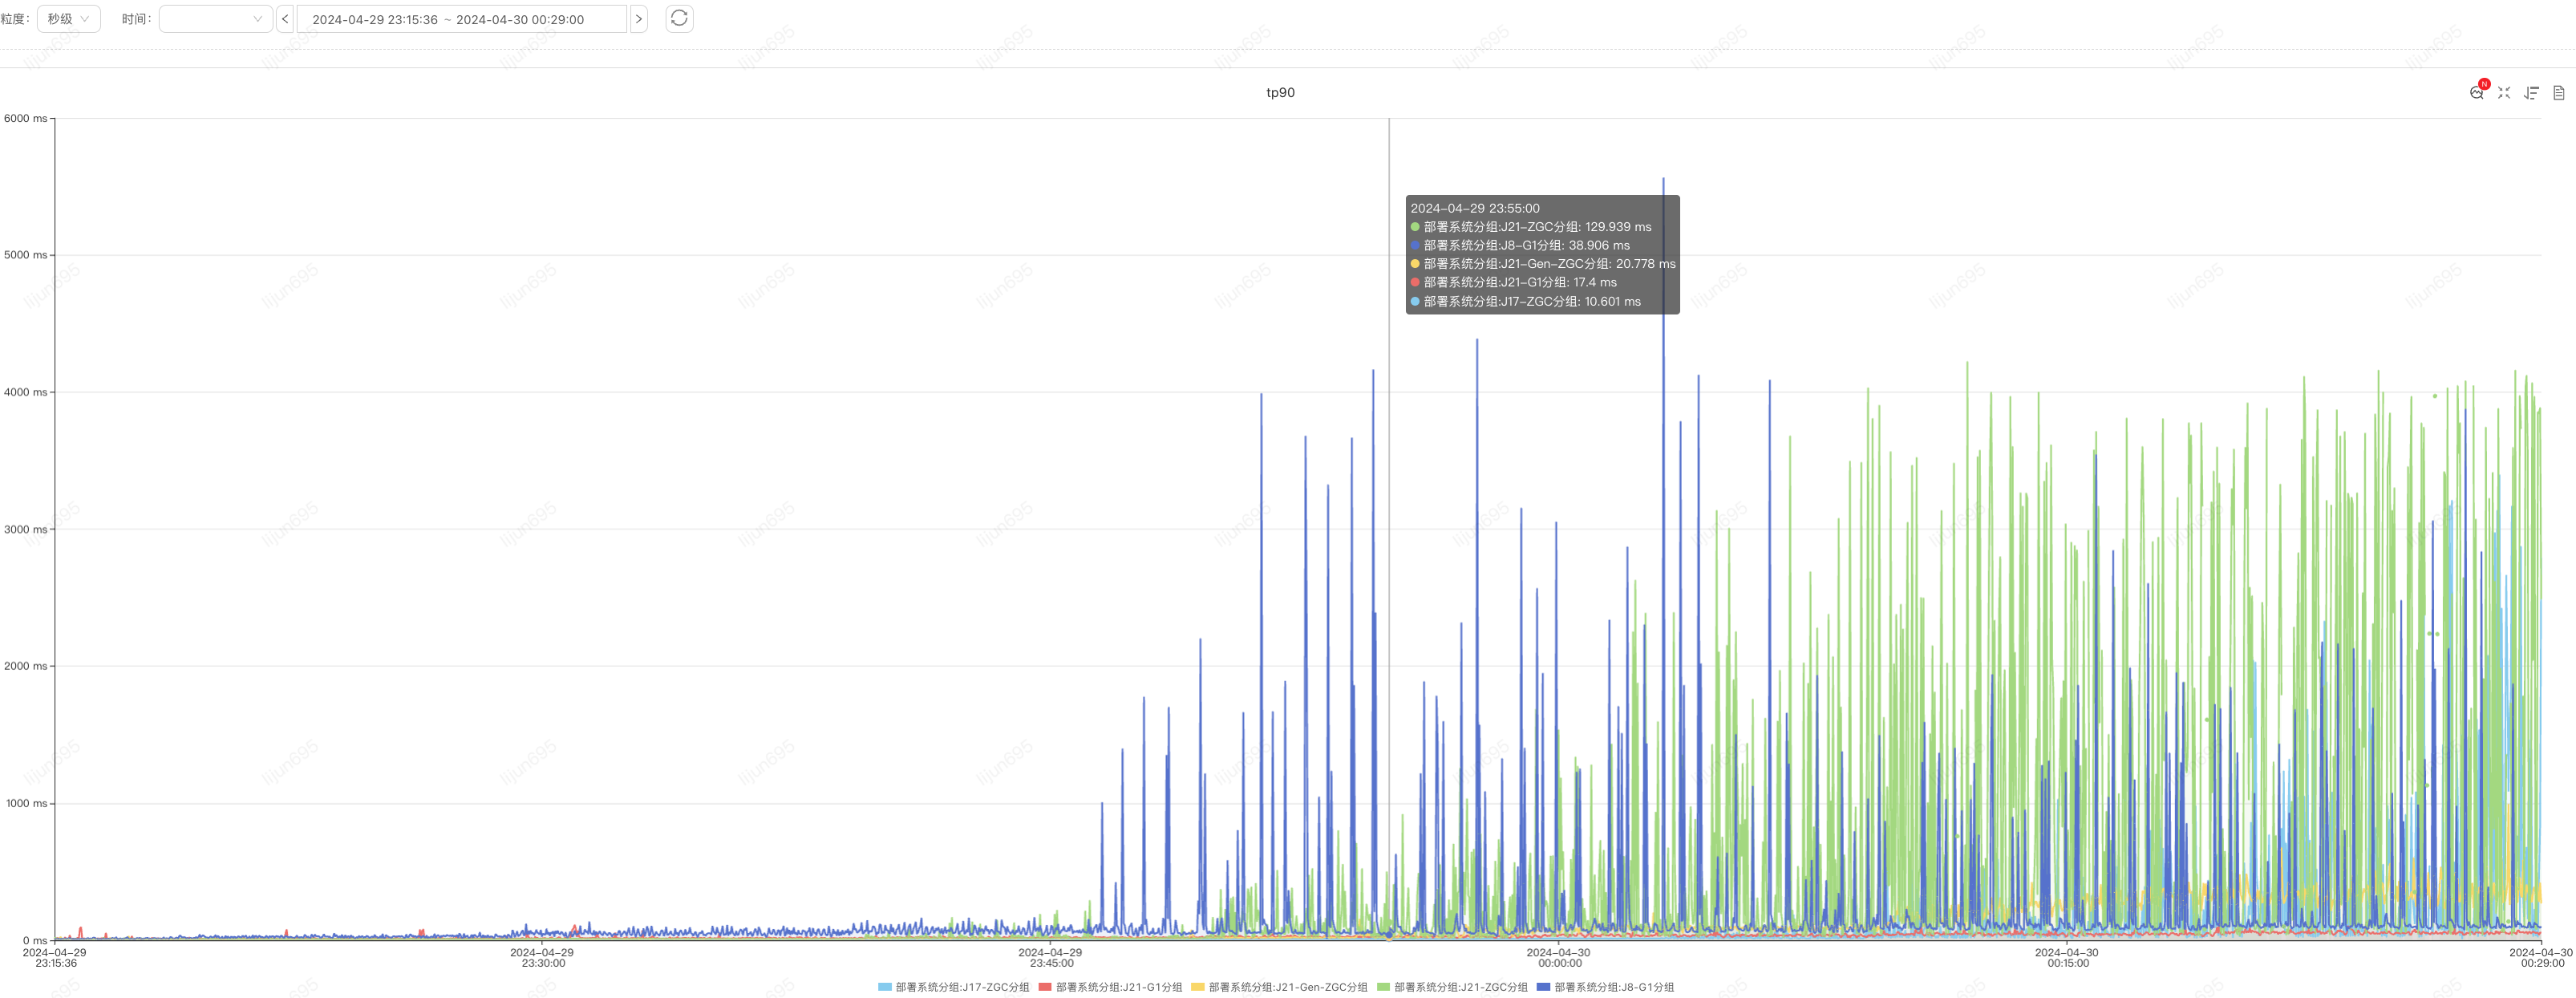 粒度: 秒级 时间: < 2024-04-29 23:15:36 ~ 2024-04-30 00:29:00 >
tp90
N
6000 ms
5000 ms
4000 ms
3000 ms
2000 ms
1000 ms
0 ms
2024-04-29 23:55:00
部署系统分组:J21-ZGC分组: 129.939 ms
部署系统分组:J8-G1分组: 38.906 ms
部署系统分组:J21-Gen-ZGC分组: 20.778 ms
部署系统分组:J21-G1分组: 17.4 ms
部署系统分组:J17-ZGC分组: 10.601 ms
2024-04-29
23:15:36
2024-04-29
23:30:00
2024-04-29
23:45:00
2024-04-30
00:00:00
2024-04-30
00:15:00
2024-04-30
00:29:00
部署系统分组:J17-ZGC分组 部署系统分组:J21-G1分组 部署系统分组:J21-Gen-ZGC分组 部署系统分组:J21-ZGC分组 部署系统分组:J8-G1分组
lijun695